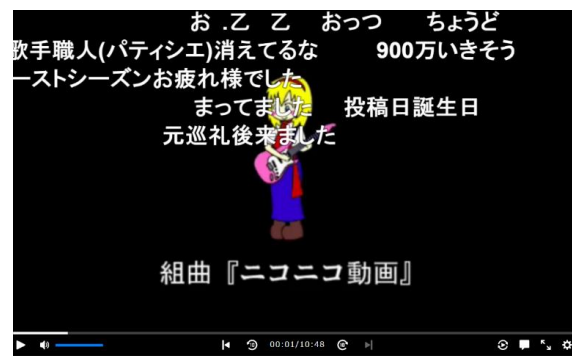 お .乙 乙 おっつ ちょうど
歌手職人(パティシエ)消えてるな 900万いきそう
ーストシーズンお疲れ様でした
まってました 投稿日誕生日
元巡礼後来ました
組曲『ニコニコ動画』
00:01/10:48